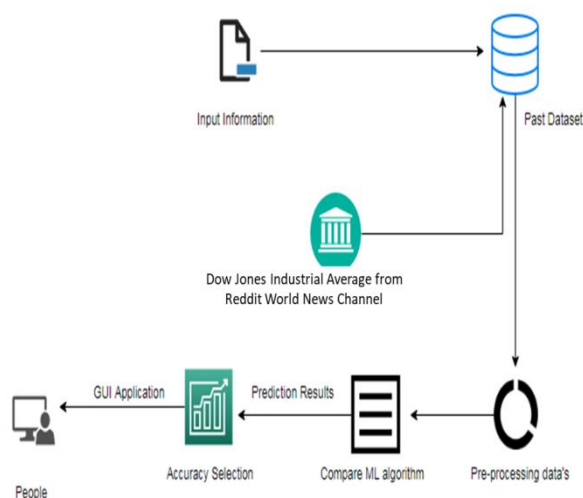 Input Information
Past Dataset
Dow Jones Industrial Average from
Reddit World News Channel
GUI Application
Prediction Results
People
Accuracy Selection
Compare ML algorithm
Pre-processing data's